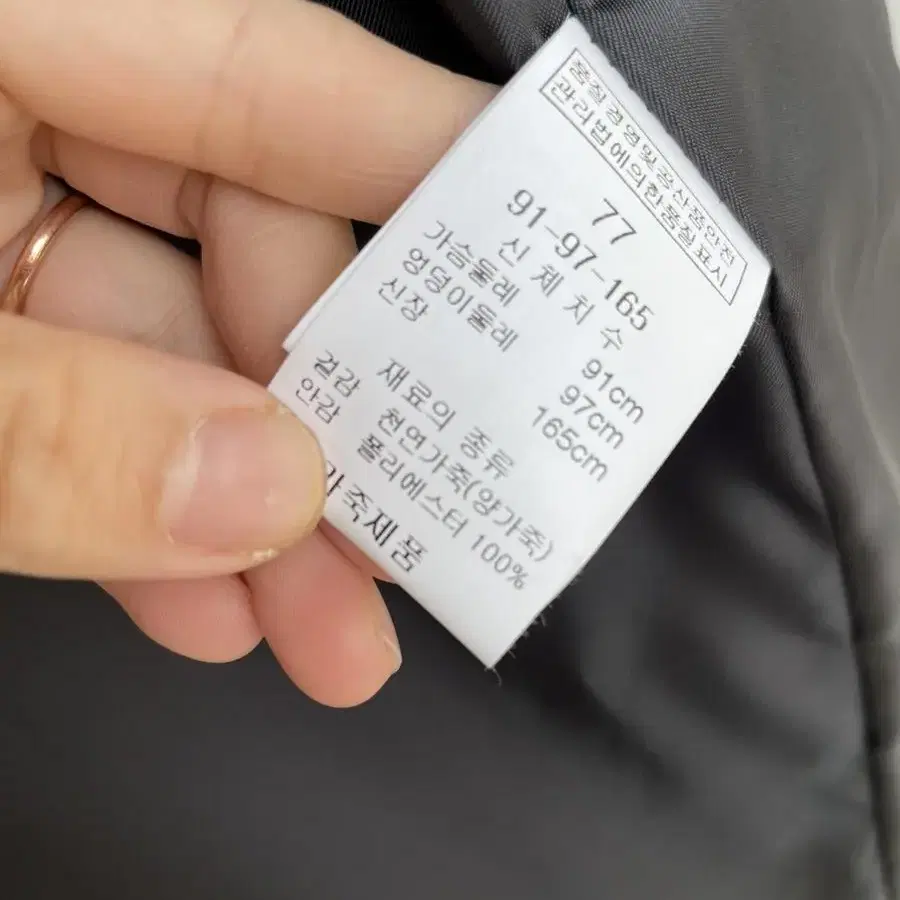 품질경영및공산품안전
관리법에의한품질표시
77
91-97-165
신 체 치 수
가슴둘레 91cm
엉덩이둘레 97cm
신장 165cm
재료의 종류
겉감 천연가죽(양가죽)
안감 폴리에스터 100%
가죽제품